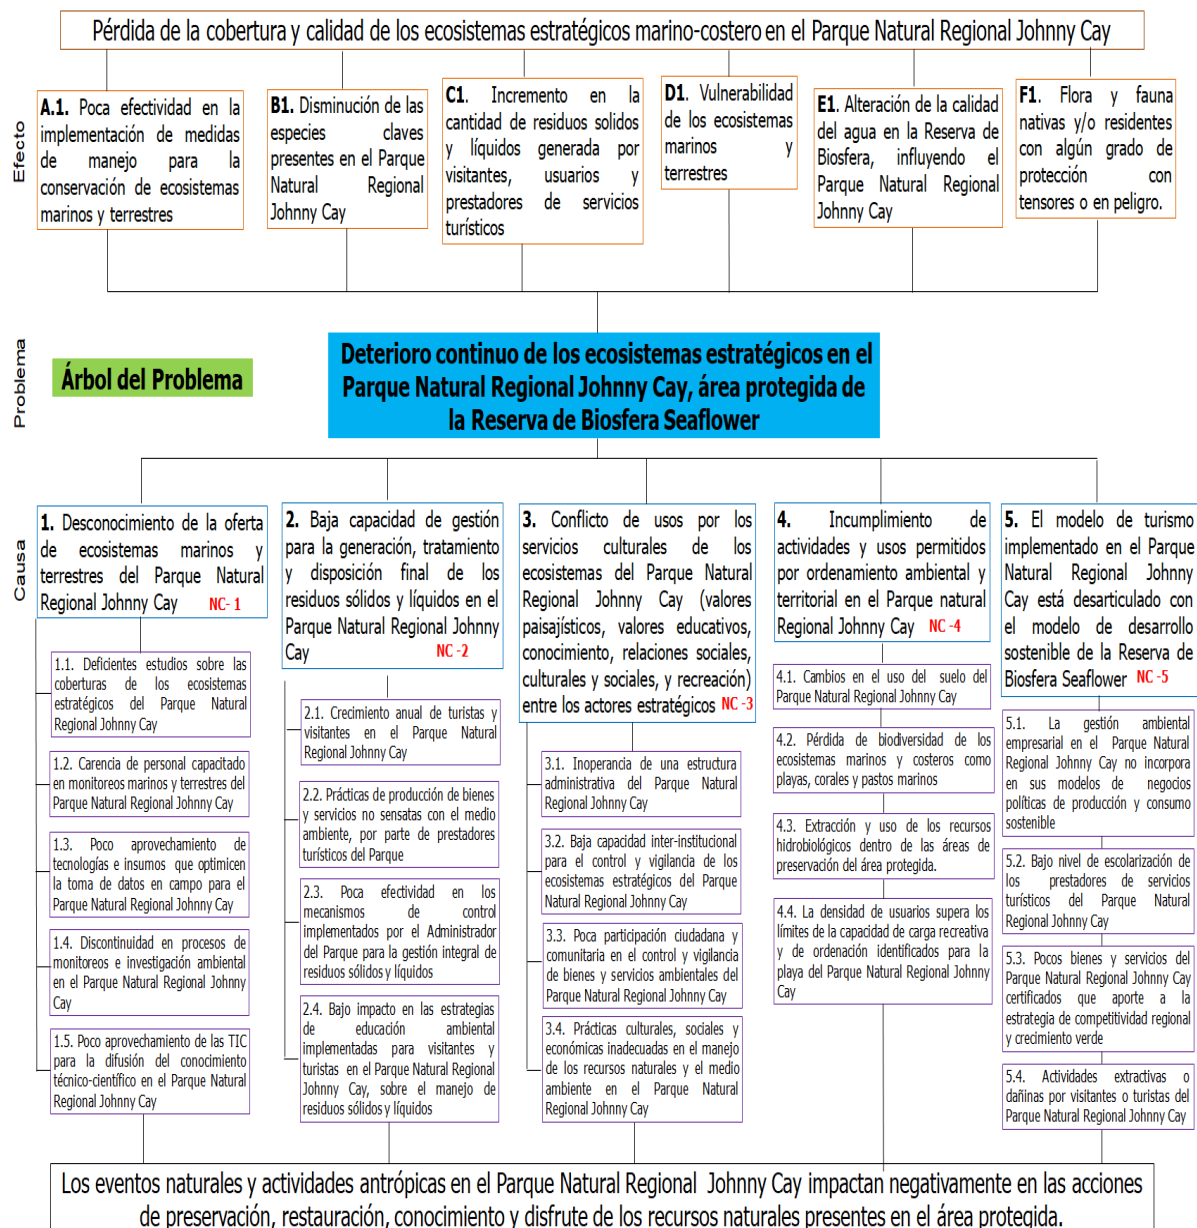 Pérdida de la cobertura y calidad de los ecosistemas estratégicos marino-costero en el Parque Natural Regional Johnny Cay
Efecto
A.1. Poca efectividad en la
implementación de medidas
de manejo para la
conservación de ecosistemas
marinos y terrestres
B1. Disminución de las
especies claves
presentes en el Parque
Natural Regional
Johnny Cay
C1. Incremento en la
cantidad de residuos solidos
y líquidos generada por
visitantes, usuarios y
prestadores de servicios
turísticos
D1. Vulnerabilidad
de los ecosistemas
marinos y
terrestres
E1. Alteración de la calidad
del agua en la Reserva de
Biosfera, influyendo el
Parque Natural Regional
Johnny Cay
F1. Flora y fauna
nativas y/o residentes
con algún grado de
protección con
tensores o en peligro.
Problema
Árbol del Problema
Deterioro continuo de los ecosistemas estratégicos en el
Parque Natural Regional Johnny Cay, área protegida de
la Reserva de Biosfera Seaflower
Causa
1. Desconocimiento de la oferta
de ecosistemas marinos y
terrestres del Parque Natural
Regional Johnny Cay NC- 1
1.1. Deficientes estudios sobre las
coberturas de los ecosistemas
estratégicos del Parque Natural
Regional Johnny Cay
1.2. Carencia de personal capacitado
en monitoreos marinos y terrestres del
Parque Natural Regional Johnny Cay
1.3. Poco aprovechamiento de
tecnologías e insumos que optimicen
la toma de datos en campo para el
Parque Natural Regional Johnny Cay
1.4. Discontinuidad en procesos de
monitoreos e investigación ambiental
en el Parque Natural Regional Johnny
Cay
1.5. Poco aprovechamiento de las TIC
para la difusión del conocimiento
técnico-científico en el Parque Natural
Regional Johnny Cay
2. Baja capacidad de gestión
para la generación, tratamiento
y disposición final de los
residuos sólidos y líquidos en el
Parque Natural Regional Johnny
Cay NC -2
2.1. Crecimiento anual de turistas y
visitantes en el Parque Natural
Regional Johnny Cay
2.2. Prácticas de producción de bienes
y servicios no sensatas con el medio
ambiente, por parte de prestadores
turísticos del Parque
2.3. Poca efectividad en los
mecanismos de control
implementados por el Administrador
del Parque para la gestión integral de
residuos sólidos y líquidos
2.4. Bajo impacto en las estrategias
de educación ambiental
implementadas para visitantes y
turistas en el Parque Natural Regional
Johnny Cay, sobre el manejo de
residuos sólidos y líquidos
3. Conflicto de usos por los
servicios culturales de los
ecosistemas del Parque Natural
Regional Johnny Cay (valores
paisajísticos, valores educativos,
conocimiento, relaciones sociales,
culturales y sociales, y recreación)
entre los actores estratégicos NC -3
3.1. Inoperancia de una estructura
administrativa del Parque Natural
Regional Johnny Cay
3.2. Baja capacidad inter-institucional
para el control y vigilancia de los
ecosistemas estratégicos del Parque
Natural Regional Johnny Cay
3.3. Poca participación ciudadana y
comunitaria en el control y vigilancia
de bienes y servicios ambientales del
Parque Natural Regional Johnny Cay
3.4. Prácticas culturales, sociales y
económicas inadecuadas en el manejo
de los recursos naturales y el medio
ambiente en el Parque Natural
Regional Johnny Cay
4. Incumplimiento de
actividades y usos permitidos
por ordenamiento ambiental y
territorial en el Parque natural
Regional Johnny Cay NC -4
4.1. Cambios en el uso del suelo del
Parque Natural Regional Johnny Cay
4.2. Pérdida de biodiversidad de los
ecosistemas marinos y costeros como
playas, corales y pastos marinos
4.3. Extracción y uso de los recursos
hidrobiológicos dentro de las áreas de
preservación del área protegida.
4.4. La densidad de usuarios supera los
límites de la capacidad de carga recreativa
y de ordenación identificados para la
playa del Parque Natural Regional Johnny
Cay
5. El modelo de turismo
implementado en el Parque
Natural Regional Johnny
Cay está desarticulado con
el modelo de desarrollo
sostenible de la Reserva de
Biosfera Seaflower NC -5
5.1. La gestión ambiental
empresarial en el Parque Natural
Regional Johnny Cay no incorpora
en sus modelos de negocios
políticas de producción y consumo
sostenible
5.2. Bajo nivel de escolarización de
los prestadores de servicios
turísticos del Parque Natural
Regional Johnny Cay
5.3. Pocos bienes y servicios del
Parque Natural Regional Johnny Cay
certificados que aporte a la
estrategia de competitividad regional
y crecimiento verde
5.4. Actividades extractivas o
dañinas por visitantes o turistas del
Parque Natural Regional Johnny Cay
Los eventos naturales y actividades antrópicas en el Parque Natural Regional Johnny Cay impactan negativamente en las acciones
de preservación, restauración, conocimiento y disfrute de los recursos naturales presentes en el área protegida.